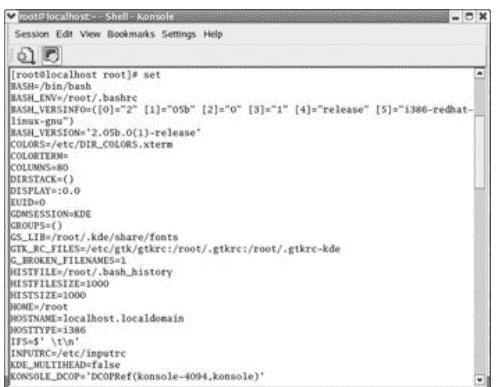 root@localhost:~ - Shell - Konsole
Session Edit View Bookmarks Settings Help
[root@localhost root]# set
BASH=/bin/bash
BASH_ENV=/root/.bashrc
BASH_VERSINFO=([0]="2" [1]="05b" [2]="0" [3]="1" [4]="release" [5]="i386-redhat-
linux-gnu")
BASH_VERSION='2.05b.0(1)-release'
COLORS=/etc/DIR_COLORS.xterm
COLORTERM=
COLUMNS=80
DIRSTACK=()
DISPLAY=:0.0
EUID=0
GDMSESSION=KDE
GROUPS=()
GS_LIB=/root/.kde/share/fonts
GTK_RC_FILES=/etc/gtk/gtkrc:/root/.gtkrc:/root/.gtkrc-kde
G_BROKEN_FILENAMES=1
HISTFILE=/root/.bash_history
HISTFILESIZE=1000
HISTSIZE=1000
HOME=/root
HOSTNAME=localhost.localdomain
HOSTTYPE=i386
IFS=$' \t\n'
INPUTRC=/etc/inputrc
KDE_MULTIHEAD=false
KONSOLE_DCOP='DCOPRef(konsole-4094,konsole)'